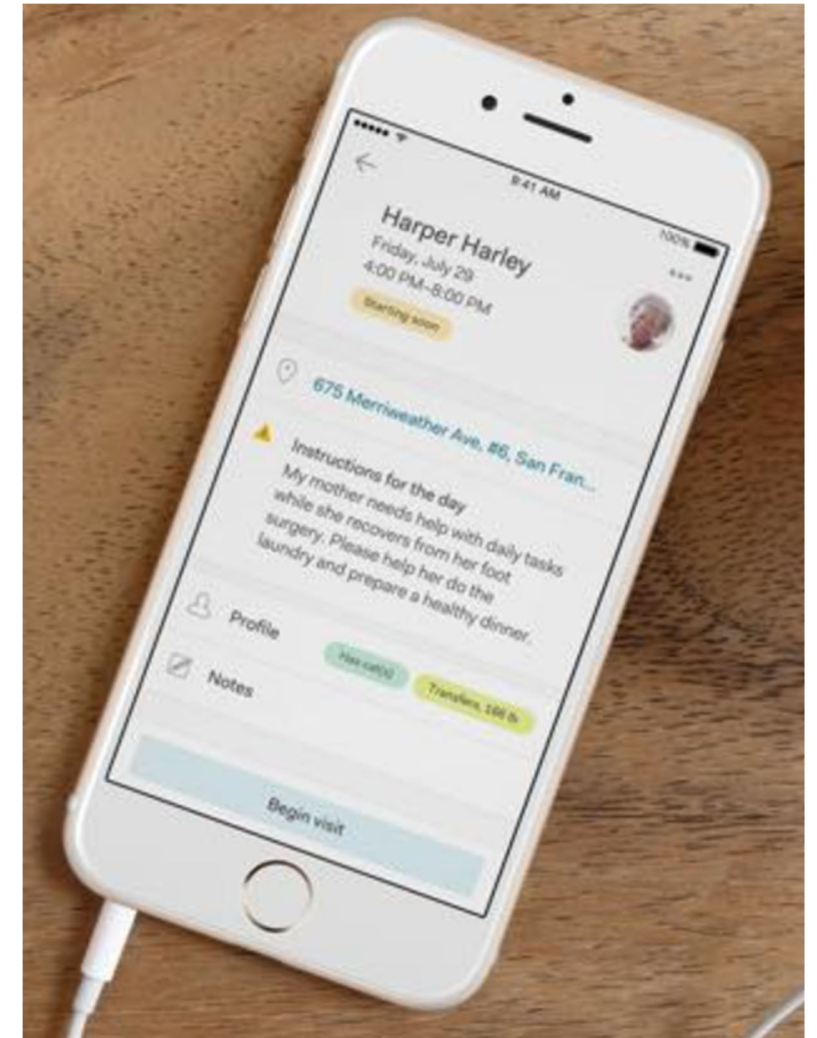 9:41 AM
100%
Harper Harley
Friday, July 29
4:00 PM–8:00 PM
Starting soon
675 Merriweather Ave, #6, San Fran...
Instructions for the day
My mother needs help with daily tasks
while she recovers from her foot
surgery. Please help her do the
laundry and prepare a healthy dinner.
Profile
Has cat(s)
Transfers, 166 lb
Notes
Begin visit